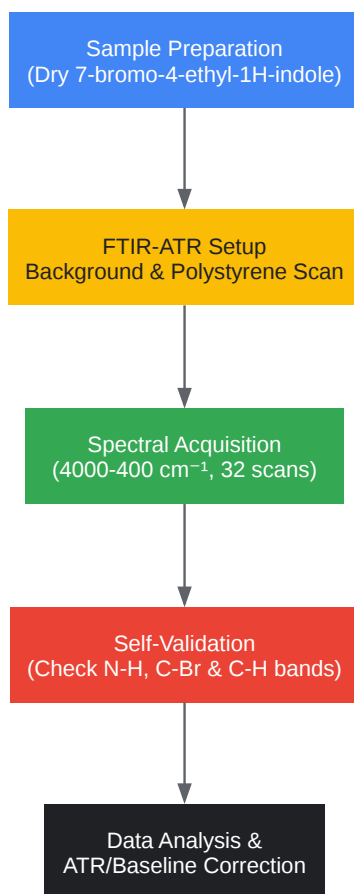 Sample Preparation
(Dry 7-bromo-4-ethyl-1H-indole)
FTIR-ATR Setup
Background & Polystyrene Scan
Spectral Acquisition
(4000-400 cm⁻¹, 32 scans)
Self-Validation
(Check N-H, C-Br & C-H bands)
Data Analysis &
ATR/Baseline Correction